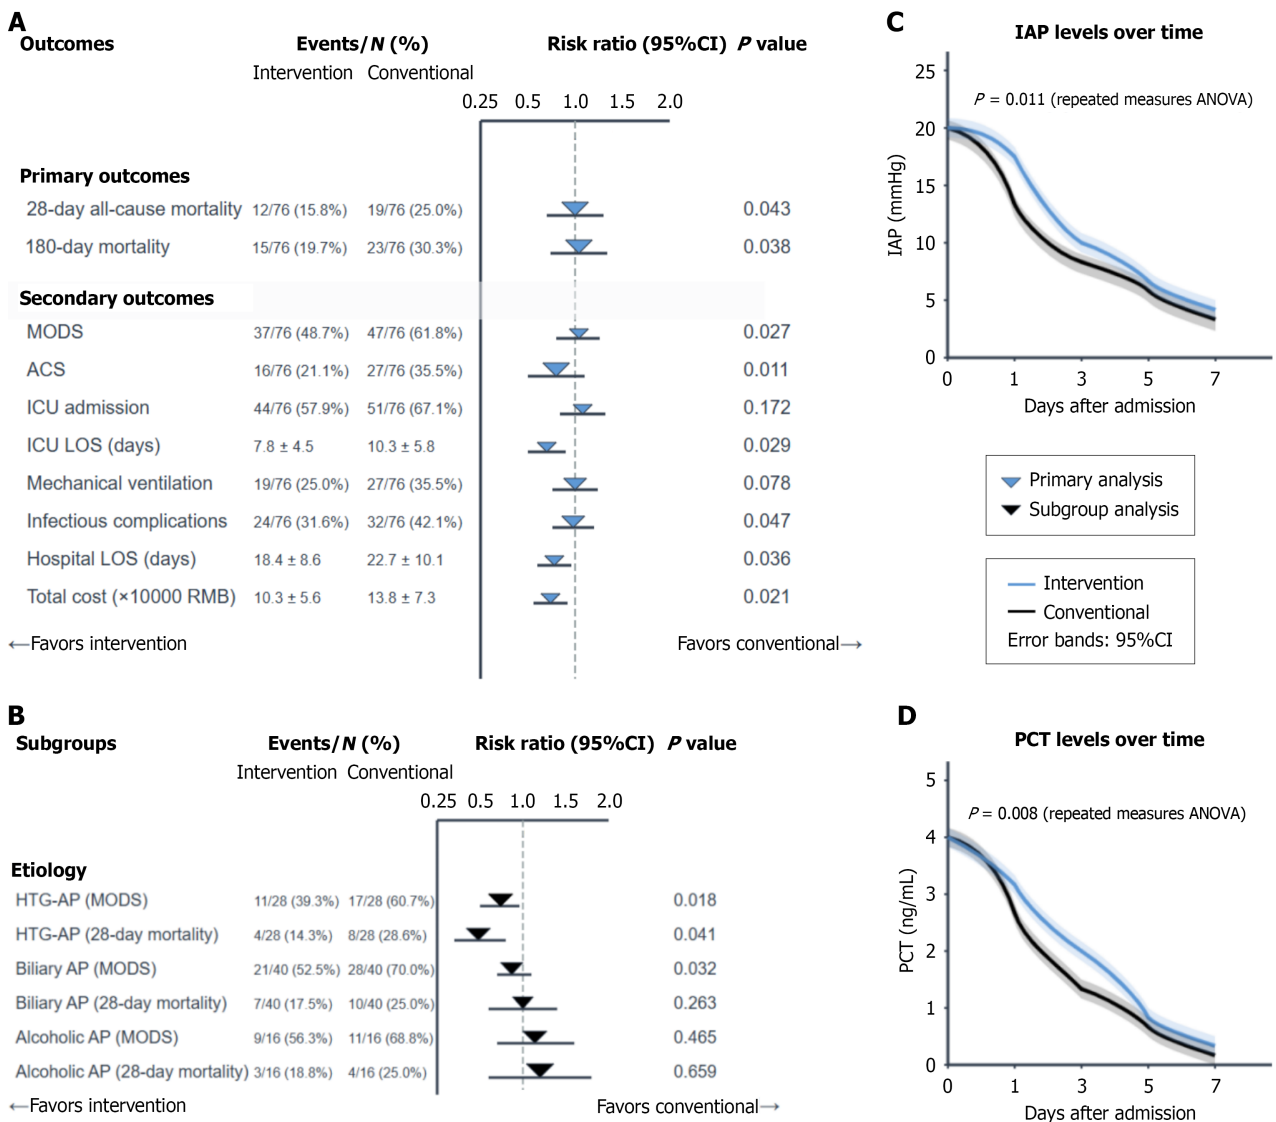 A
Outcomes Events/N (%) Risk ratio (95%CI) P value
Intervention Conventional
0.25 0.5 1.0 1.5 2.0
Primary outcomes
28-day all-cause mortality 12/76 (15.8%) 19/76 (25.0%) 0.043
180-day mortality 15/76 (19.7%) 23/76 (30.3%) 0.038
Secondary outcomes
MODS 37/76 (48.7%) 47/76 (61.8%) 0.027
ACS 16/76 (21.1%) 27/76 (35.5%) 0.011
ICU admission 44/76 (57.9%) 51/76 (67.1%) 0.172
ICU LOS (days) 7.8 ± 4.5 10.3 ± 5.8 0.029
Mechanical ventilation 19/76 (25.0%) 27/76 (35.5%) 0.078
Infectious complications 24/76 (31.6%) 32/76 (42.1%) 0.047
Hospital LOS (days) 18.4 ± 8.6 22.7 ± 10.1 0.036
Total cost (×10000 RMB) 10.3 ± 5.6 13.8 ± 7.3 0.021
←Favors intervention Favors conventional→
B
Subgroups Events/N (%) Risk ratio (95%CI) P value
Intervention Conventional
0.25 0.5 1.0 1.5 2.0
Etiology
HTG-AP (MODS) 11/28 (39.3%) 17/28 (60.7%) 0.018
HTG-AP (28-day mortality) 4/28 (14.3%) 8/28 (28.6%) 0.041
Biliary AP (MODS) 21/40 (52.5%) 28/40 (70.0%) 0.032
Biliary AP (28-day mortality) 7/40 (17.5%) 10/40 (25.0%) 0.263
Alcoholic AP (MODS) 9/16 (56.3%) 11/16 (68.8%) 0.465
Alcoholic AP (28-day mortality) 3/16 (18.8%) 4/16 (25.0%) 0.659
←Favors intervention Favors conventional→
C
IAP levels over time
P = 0.011 (repeated measures ANOVA)
IAP (mmHg)
25
20
15
10
5
0
0 1 3 5 7
Days after admission
Primary analysis
Subgroup analysis
Intervention
Conventional
Error bands: 95%CI
D
PCT levels over time
P = 0.008 (repeated measures ANOVA)
PCT (ng/mL)
5
4
3
2
1
0
0 1 3 5 7
Days after admission